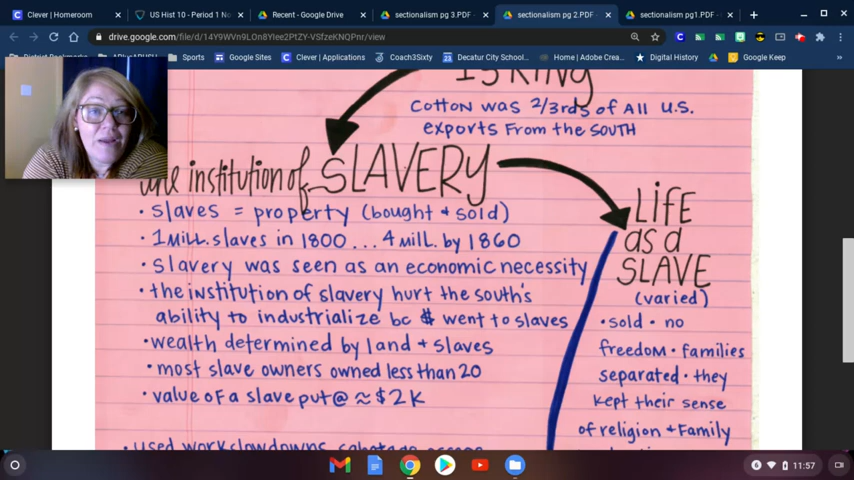 Clever | Homeroom
US Hist 10 - Period 1 No
Recent - Google Drive
sectionalism pg 3.PDF -
sectionalism pg 2.PDF -
sectionalism pg1.PDF -
drive.google.com/file/d/14Y9WVn9LOn8YIee2PtZY-VSfzeKNQPnr/view
Sports
Google Sites
Clever | Applications
Coach3Sixty
Decatur City School...
Home | Adobe Crea...
Digital History
Google Keep
IS KING
Cotton was 2/3rds of All U.S.
exports From the SOUTH
the institution of SLAVERY
• slaves = property (bought + sold)
• 1 Mill. slaves in 1800 ... 4 mill. by 1860
• slavery was seen as an economic necessity
• the institution of slavery hurt the south's
ability to industrialize bc $ went to slaves
• wealth determined by land + slaves
• most slave owners owned less than 20
• value of a slave put@ ≈ $2K
• used workslowdowns
LiFE
as a
SLAVE
(varied)
• sold • no
freedom • families
separated • they
kept their sense
of religion + Family
6
11:57